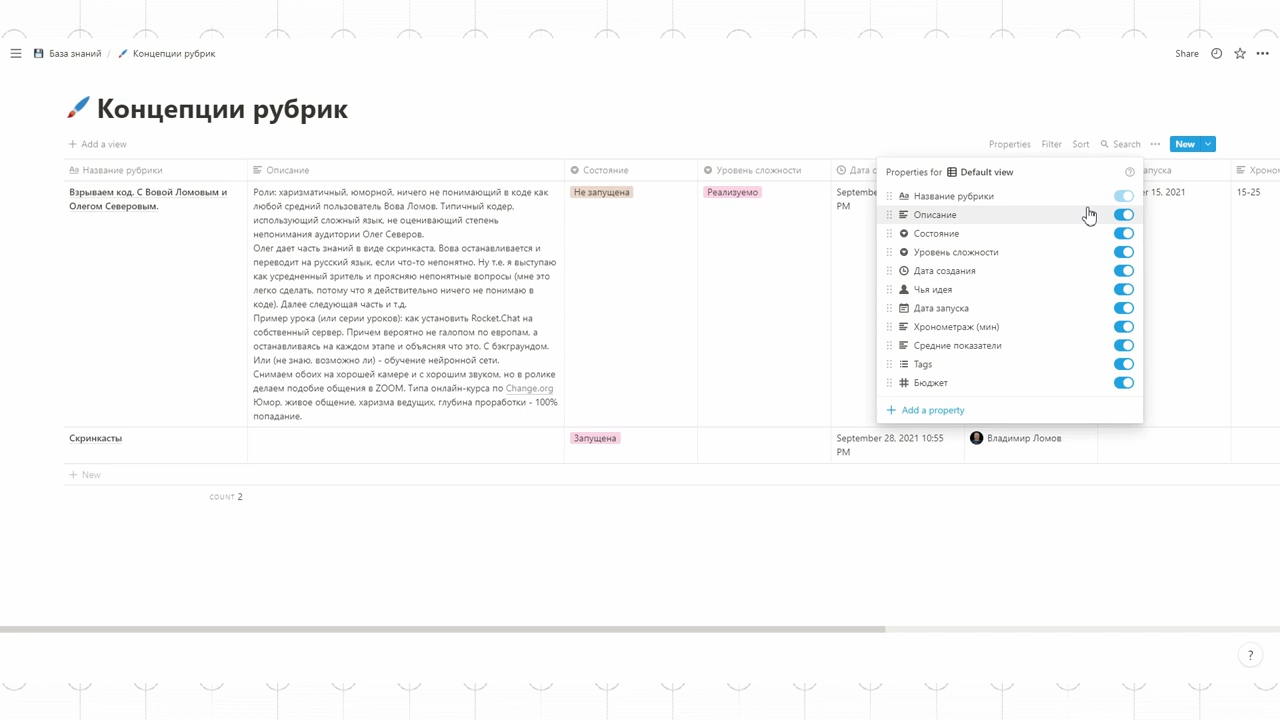 База знаний / Концепции рубрик
Share
Концепции рубрик
Add a view
Properties Filter Sort Search New
Название рубрики Описание Состояние Уровень сложности
Взрываем код. С Вовой Ломовым и
Олегом Северовым.
Роли: харизматичный, юморной, ничего не понимающий в коде как
любой средний пользователь Вова Ломов. Типичный кодер,
использующий сложный язык, не оценивающий степень
непонимания аудитории Олег Северов.
Олег дает часть знаний в виде скринкаста, Вова останавливается и
переводит на русский язык, если что-то непонятно. Ну т.е. я выступаю
как усредненный зритель и проясняю непонятные вопросы (мне это
легко сделать, потому что я действительно ничего не понимаю в
коде). Далее следующая часть и т.д.
Пример урока (или серии уроков): как установить Rocket.Chat на
собственный сервер. Причем вероятно не галопом по европам, а
останавливаясь на каждом этапе и объясняя что это. С бэкграундом.
Или (не знаю, возможно ли) - обучение нейронной сети.
Снимаем обоих на хорошей камере и с хорошим звуком, но в ролике
делаем подобие общения в ZOOM. Типа онлайн-курса по Change.org
Юмор, живое общение, харизма ведущих, глубина проработки - 100%
попадание.
Не запущена
Реализуемо
PM
15, 2021
15-25
Properties for Default view
Название рубрики
Описание
Состояние
Уровень сложности
Дата создания
Чья идея
Дата запуска
Хронометраж (мин)
Средние показатели
Tags
Бюджет
Add a property
Скринкасты
Запущена
September 28, 2021 10:55
PM
Владимир Ломов
New
COUNT 2
?